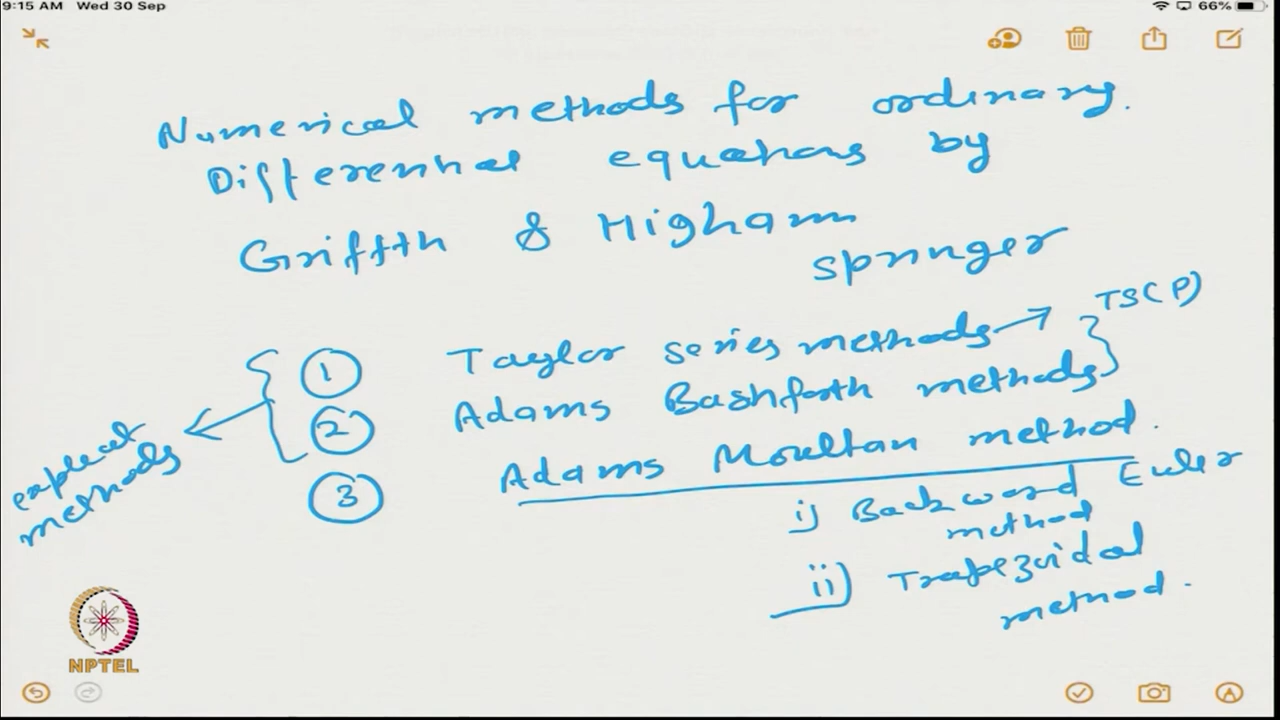 9:15 AM Wed 30 Sep
66%
Numerical methods for ordinary.
Differential equations by
Griffith & Higham
springer
TS(P)
1 Taylor series methods
2 Adams Bashforth methods
explicit
methods
3 Adams Moultan method.
i) Backward Euler
method
ii) Trapezoidal
method.
NPTEL